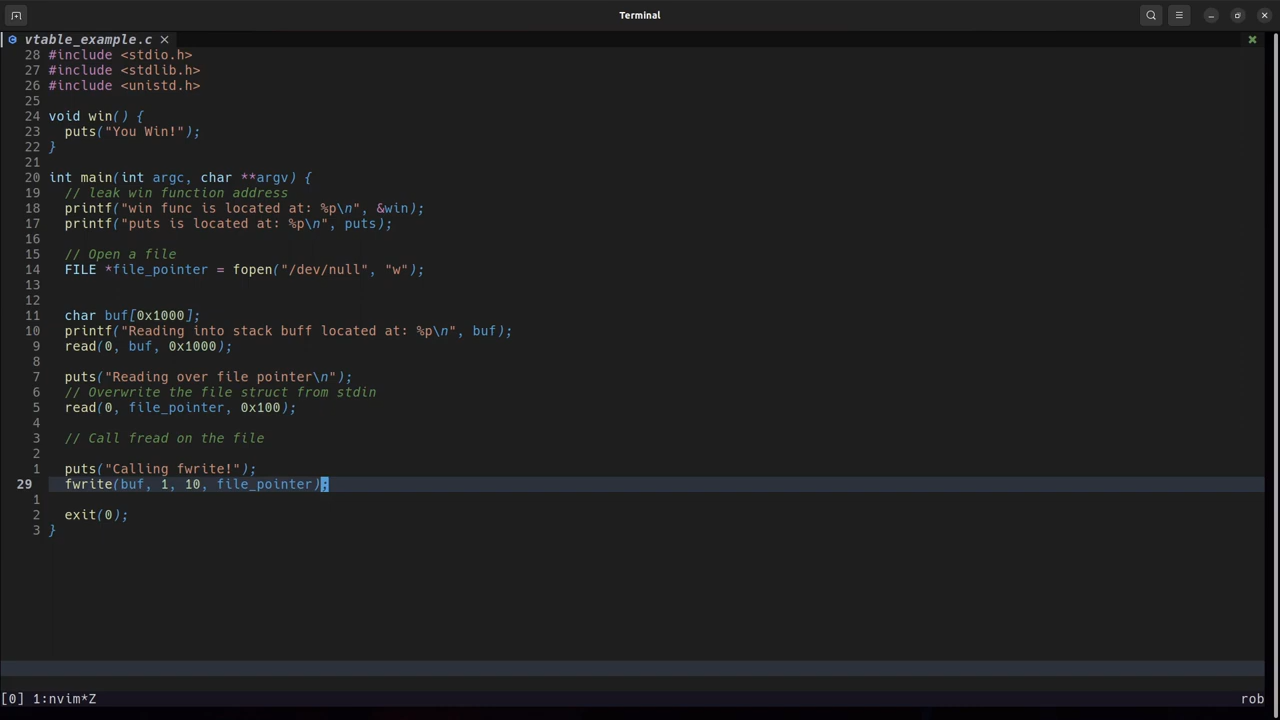 Terminal
vtable_example.c
28 #include <stdio.h>
27 #include <stdlib.h>
26 #include <unistd.h>
25
24 void win() {
23   puts("You Win!");
22 }
21
20 int main(int argc, char **argv) {
19   // leak win function address
18   printf("win func is located at: %p\n", &win);
17   printf("puts is located at: %p\n", puts);
16
15   // Open a file
14   FILE *file_pointer = fopen("/dev/null", "w");
13
12
11   char buf[0x1000];
10   printf("Reading into stack buff located at: %p\n", buf);
9   read(0, buf, 0x1000);
8
7   puts("Reading over file pointer\n");
6   // Overwrite the file struct from stdin
5   read(0, file_pointer, 0x100);
4
3   // Call fread on the file
2
1   puts("Calling fwrite!");
29   fwrite(buf, 1, 10, file_pointer);
1
2   exit(0);
3 }
[0] 1:nvim*Z rob